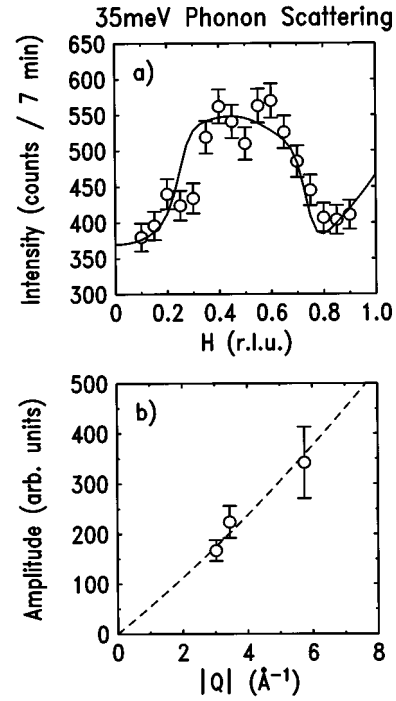 35meV Phonon Scattering
a)
Intensity (counts / 7 min)
650
600
550
500
450
400
350
300
0 0.2 0.4 0.6 0.8 1.0
H (r.l.u.)
b)
Amplitude (arb. units)
500
400
300
200
100
0
0 2 4 6 8
|Q| (Å⁻¹)